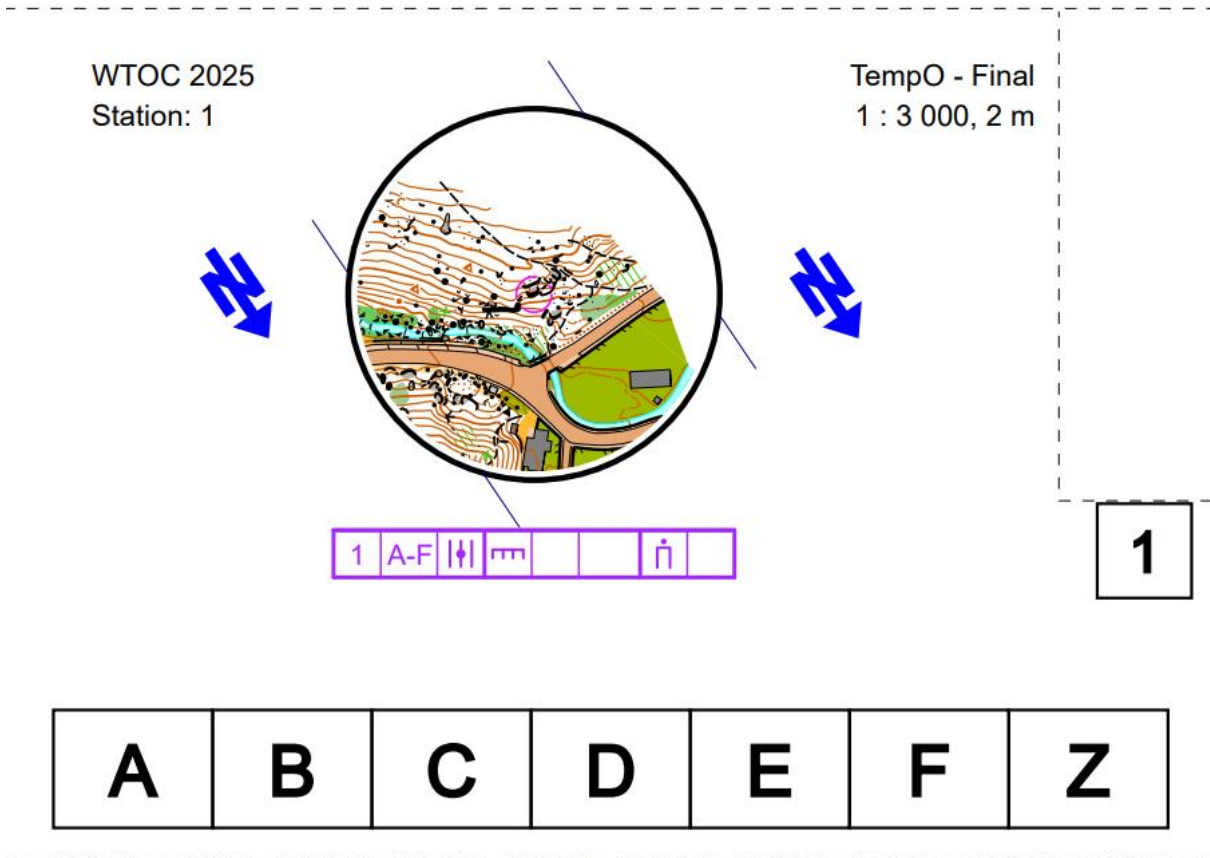 WTOC 2025
TempO - Final
Station: 1
1 : 3 000, 2 m
N
N
1 A-F
1
A B C D E F Z